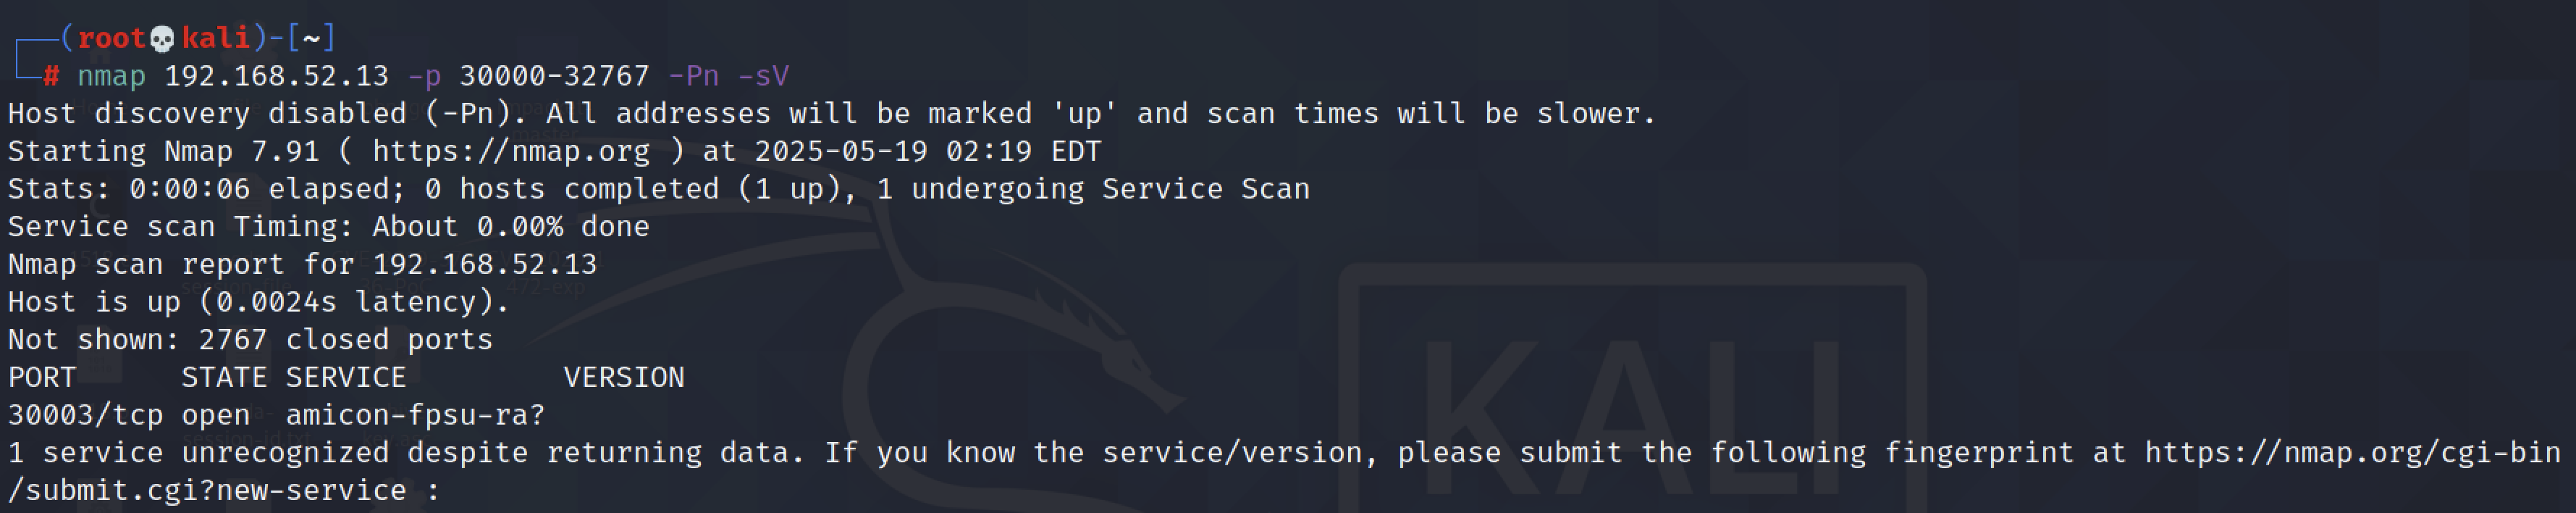 (root💀kali)-[~]
# nmap 192.168.52.13 -p 30000-32767 -Pn -sV
Host discovery disabled (-Pn). All addresses will be marked 'up' and scan times will be slower.
Starting Nmap 7.91 ( https://nmap.org ) at 2025-05-19 02:19 EDT
Stats: 0:00:06 elapsed; 0 hosts completed (1 up), 1 undergoing Service Scan
Service scan Timing: About 0.00% done
Nmap scan report for 192.168.52.13
Host is up (0.0024s latency).
Not shown: 2767 closed ports
PORT      STATE SERVICE         VERSION
30003/tcp open  amicon-fpsu-ra?
1 service unrecognized despite returning data. If you know the service/version, please submit the following fingerprint at https://nmap.org/cgi-bin
/submit.cgi?new-service :
KALI